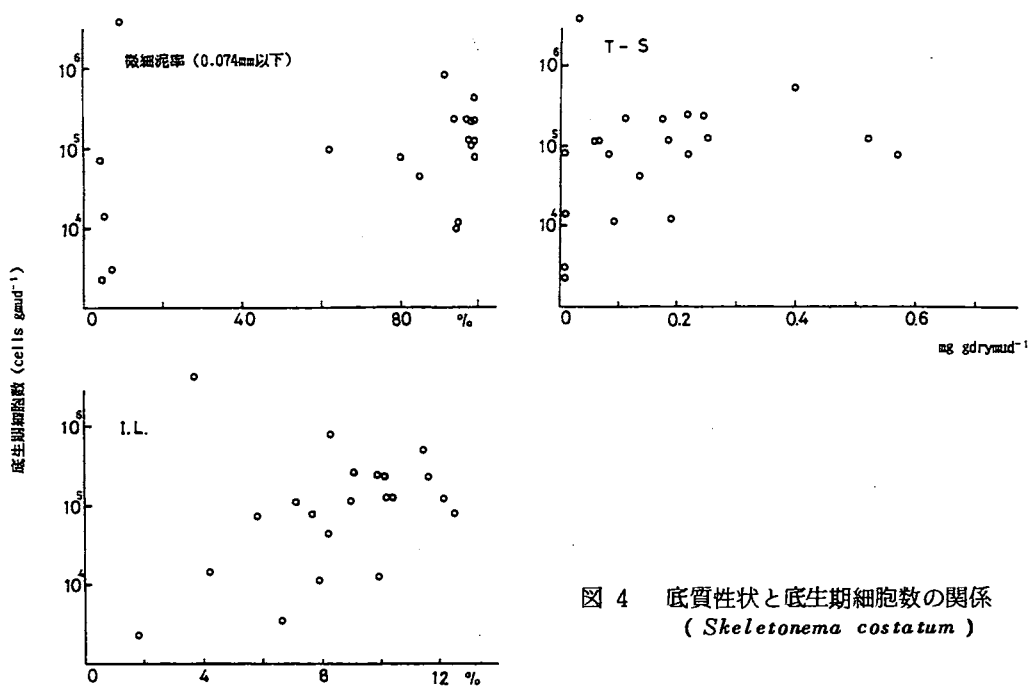 微細泥率 (0.074mm以下)
10⁶
10⁵
10⁴
0 40 80 %
T-S
10⁶
10⁵
10⁴
0 0.2 0.4 0.6
mg gdrymud⁻¹
底生期細胞数 (cells gmud⁻¹)
I.L.
10⁶
10⁵
10⁴
0 4 8 12 %
図 4 底質性状と底生期細胞数の関係
( Skeletonema costatum )